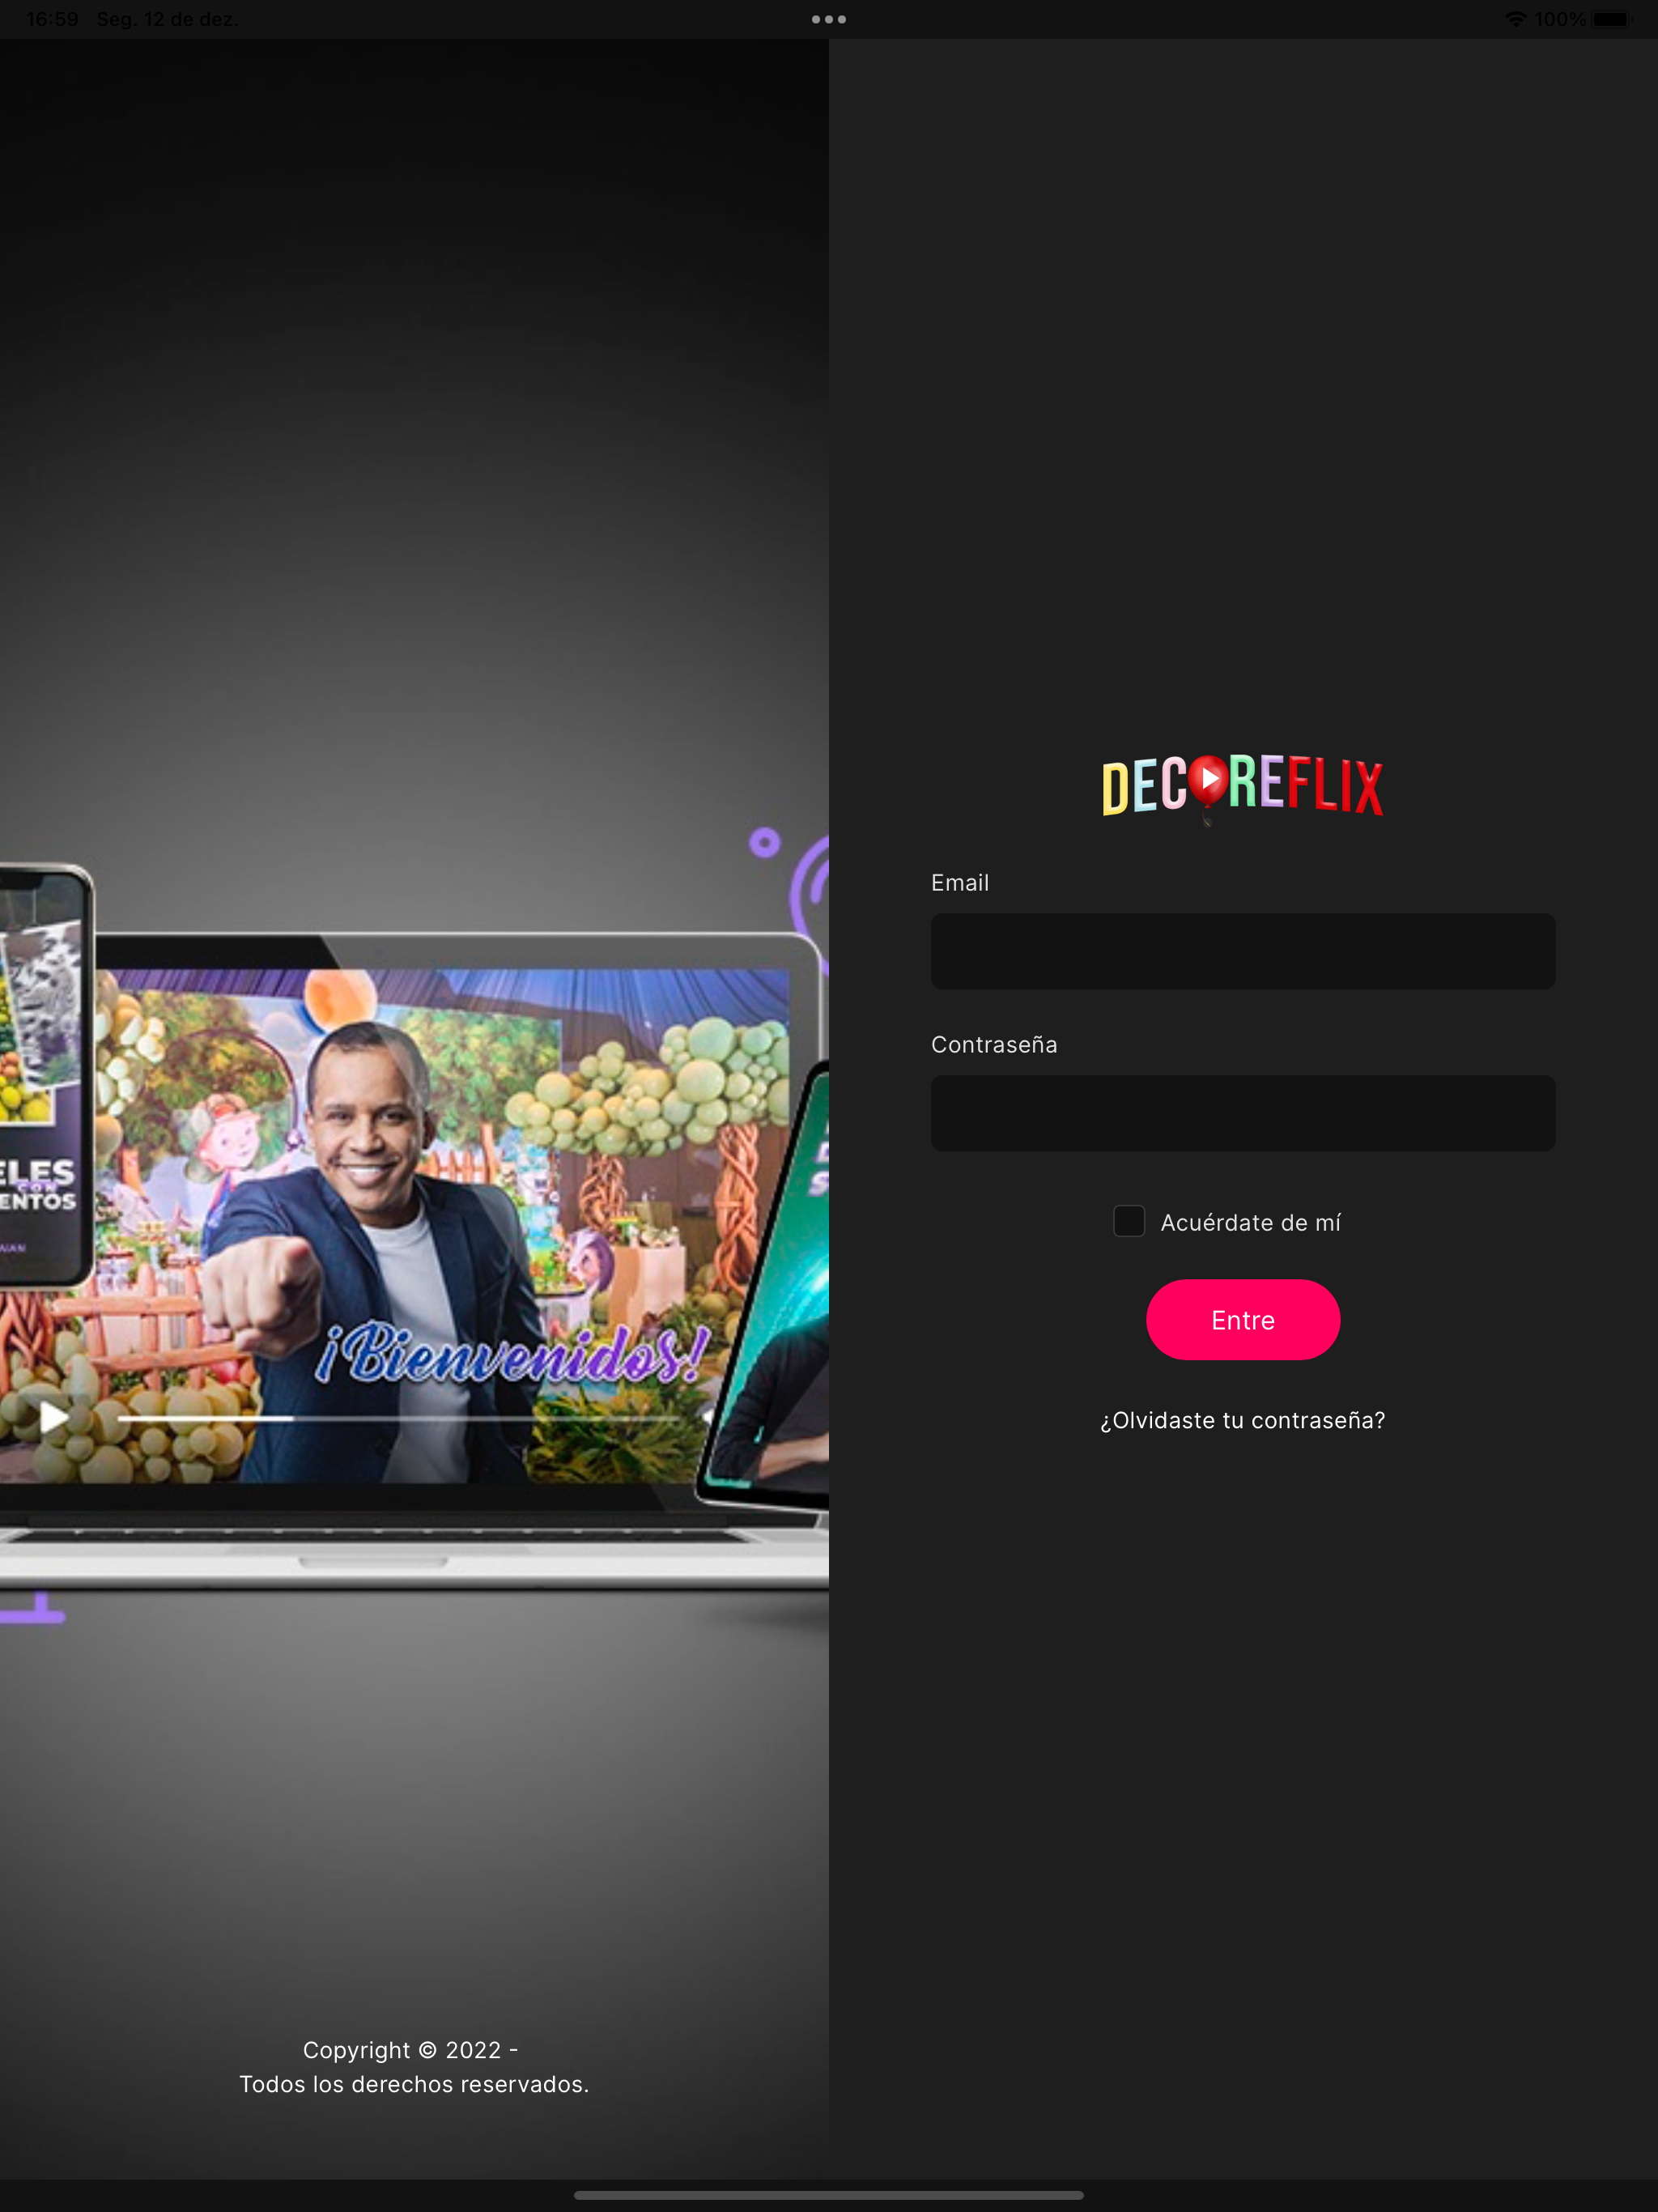 16:59 Seg. 12 de dez.
100%
ELES
CON
ENTOS
¡Bienvenidos!
Copyright © 2022 -
Todos los derechos reservados.
DECOREFLIX
Email
Contraseña
Acuérdate de mí
Entre
¿Olvidaste tu contraseña?